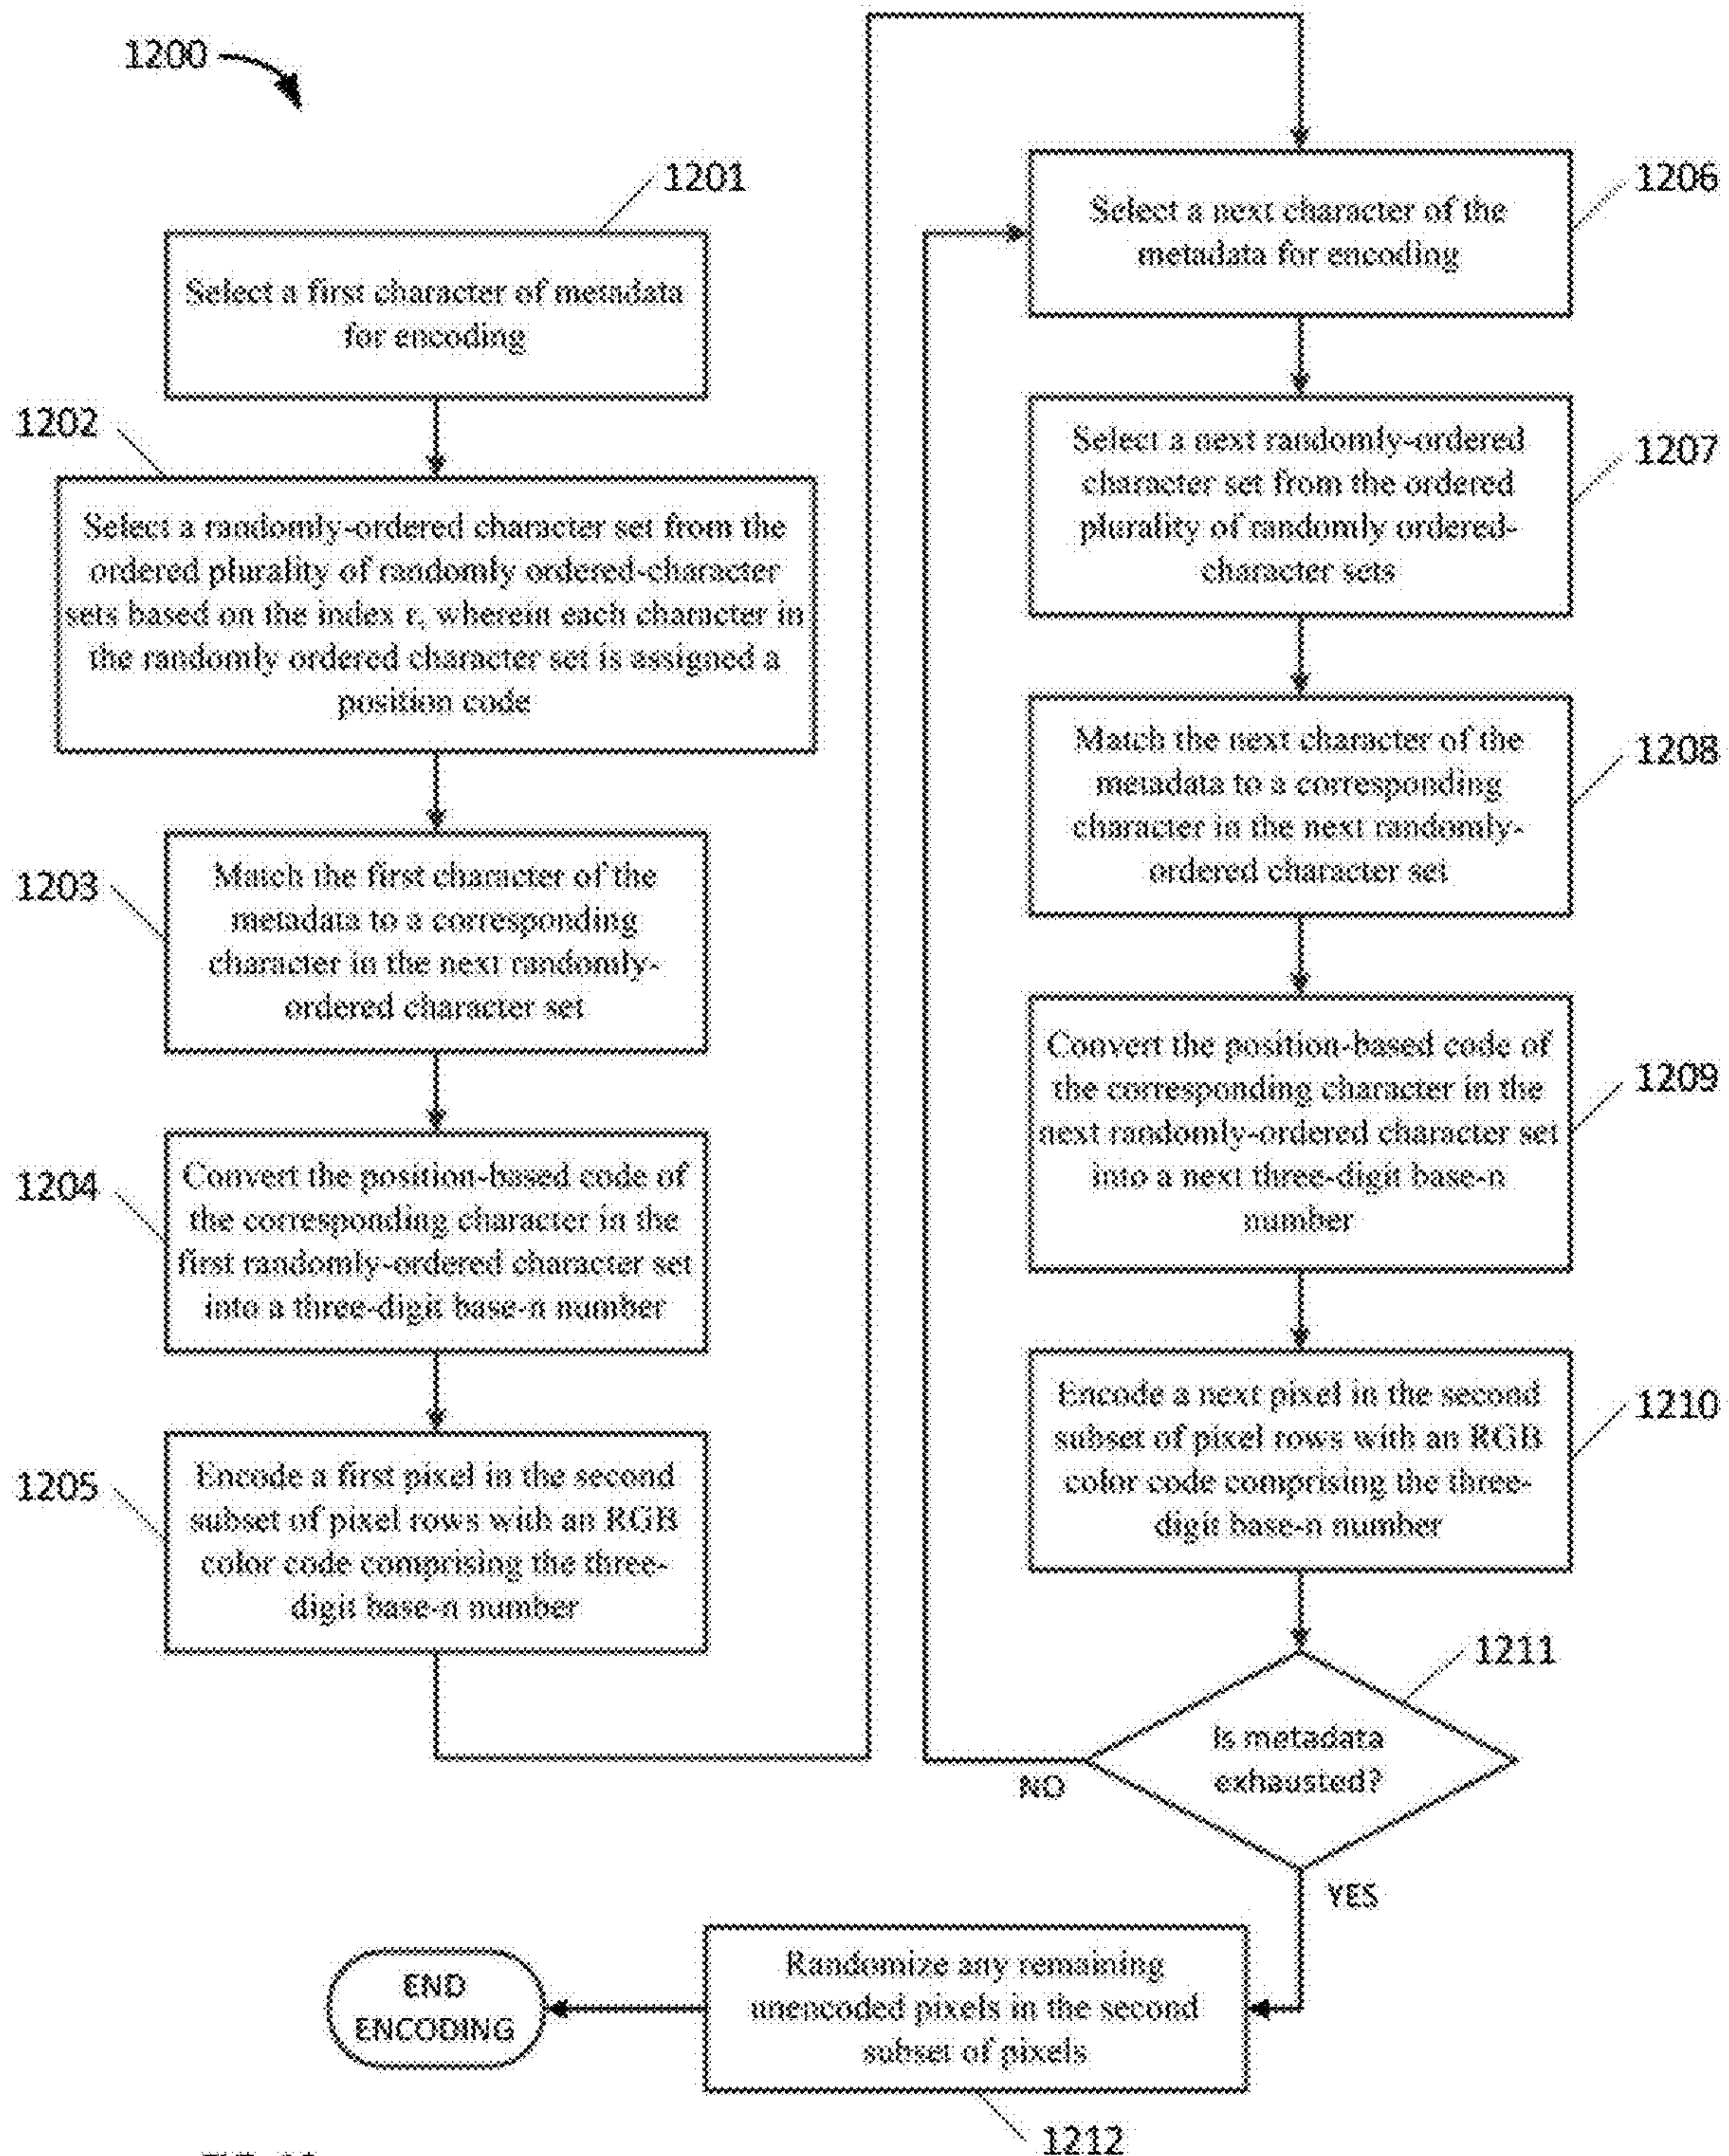 1200
1201
Select a first character of metadata
for encoding
1202
Select a randomly-ordered character set from the
ordered plurality of randomly ordered-character
sets based on the index r, wherein each character in
the randomly ordered character set is assigned a
position code
1203
Match the first character of the
metadata to a corresponding
character in the next randomly-
ordered character set
1204
Convert the position-based code of
the corresponding character in the
first randomly-ordered character set
into a three-digit base-n number
1205
Encode a first pixel in the second
subset of pixel rows with an RGB
color code comprising the three-
digit base-n number
1206
Select a next character of the
metadata for encoding
1207
Select a next randomly-ordered
character set from the ordered
plurality of randomly ordered-
character sets
1208
Match the next character of the
metadata to a corresponding
character in the next randomly-
ordered character set
1209
Convert the position-based code of
the corresponding character in the
next randomly-ordered character set
into a next three-digit base-n
number
1210
Encode a next pixel in the second
subset of pixel rows with an RGB
color code comprising the three-
digit base-n number
1211
Is metadata
exhausted?
NO
YES
Randomize any remaining
unencoded pixels in the second
subset of pixels
1212
END
ENCODING